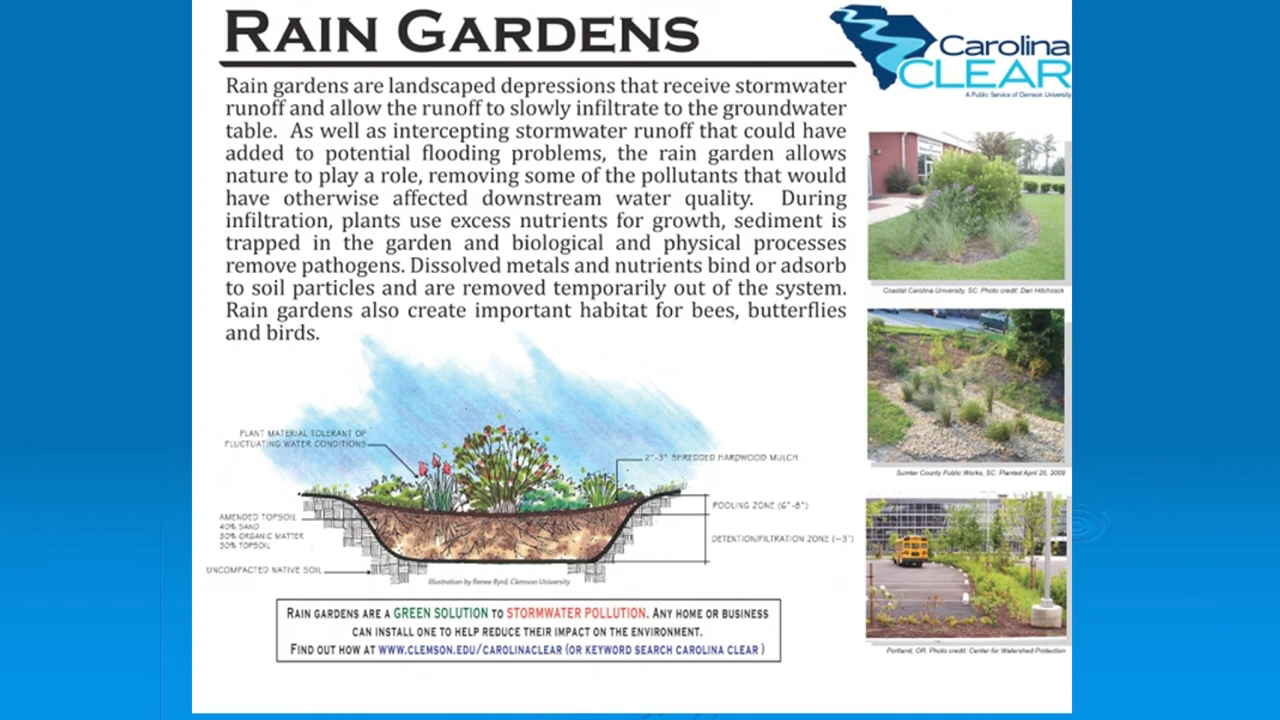 RAIN GARDENS
Carolina
CLEAR
A Public Service of Clemson University
Rain gardens are landscaped depressions that receive stormwater
runoff and allow the runoff to slowly infiltrate to the groundwater
table. As well as intercepting stormwater runoff that could have
added to potential flooding problems, the rain garden allows
nature to play a role, removing some of the pollutants that would
have otherwise affected downstream water quality. During
infiltration, plants use excess nutrients for growth, sediment is
trapped in the garden and biological and physical processes
remove pathogens. Dissolved metals and nutrients bind or adsorb
to soil particles and are removed temporarily out of the system.
Rain gardens also create important habitat for bees, butterflies
and birds.
Coastal Carolina University, SC. Photo credit: Dan Hitchcock
Sumter County Public Works, SC. Planted April 20, 2009
Portland, OR. Photo credit: Center for Watershed Protection
PLANT MATERIAL TOLERANT OF
FLUCTUATING WATER CONDITIONS
2"-3" SHREDDED HARDWOOD MULCH
POOLING ZONE (6"-8")
DETENTION/FILTRATION ZONE (~3')
AMENDED TOPSOIL
40% SAND
30% ORGANIC MATTER
30% TOPSOIL
UNCOMPACTED NATIVE SOIL
Illustration by Renee Byrd, Clemson University
RAIN GARDENS ARE A GREEN SOLUTION TO STORMWATER POLLUTION. ANY HOME OR BUSINESS
CAN INSTALL ONE TO HELP REDUCE THEIR IMPACT ON THE ENVIRONMENT.
FIND OUT HOW AT WWW.CLEMSON.EDU/CAROLINACLEAR (OR KEYWORD SEARCH CAROLINA CLEAR )